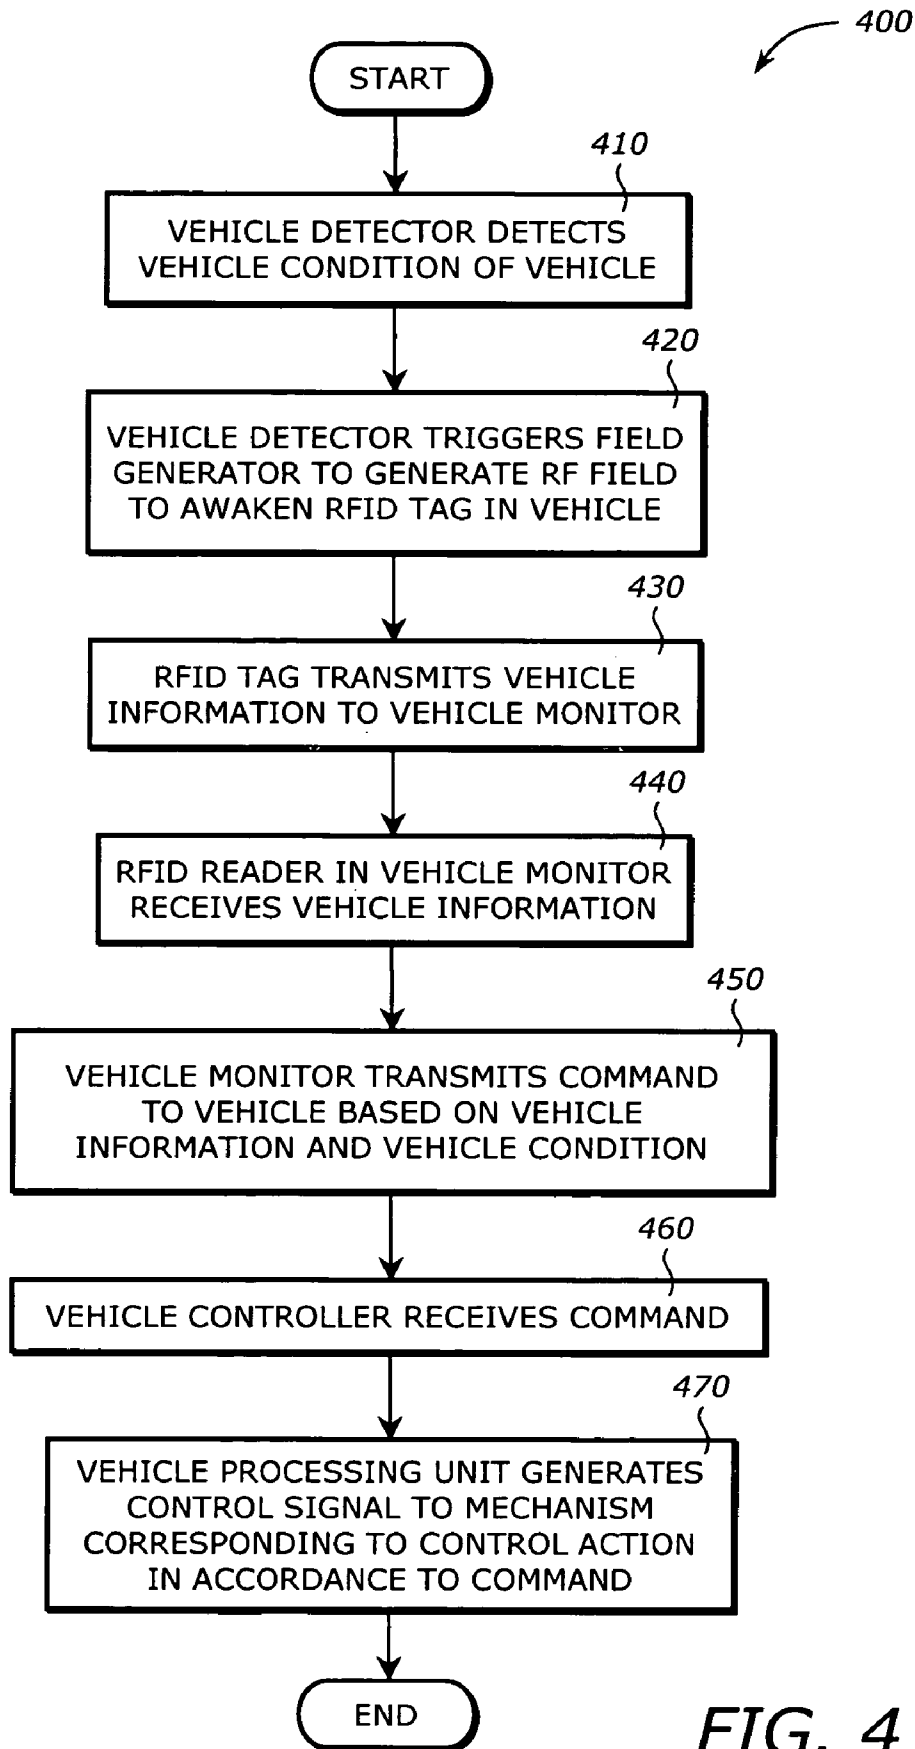 400
START
410
VEHICLE DETECTOR DETECTS
VEHICLE CONDITION OF VEHICLE
420
VEHICLE DETECTOR TRIGGERS FIELD
GENERATOR TO GENERATE RF FIELD
TO AWAKEN RFID TAG IN VEHICLE
430
RFID TAG TRANSMITS VEHICLE
INFORMATION TO VEHICLE MONITOR
440
RFID READER IN VEHICLE MONITOR
RECEIVES VEHICLE INFORMATION
450
VEHICLE MONITOR TRANSMITS COMMAND
TO VEHICLE BASED ON VEHICLE
INFORMATION AND VEHICLE CONDITION
460
VEHICLE CONTROLLER RECEIVES COMMAND
470
VEHICLE PROCESSING UNIT GENERATES
CONTROL SIGNAL TO MECHANISM
CORRESPONDING TO CONTROL ACTION
IN ACCORDANCE TO COMMAND
END
FIG. 4